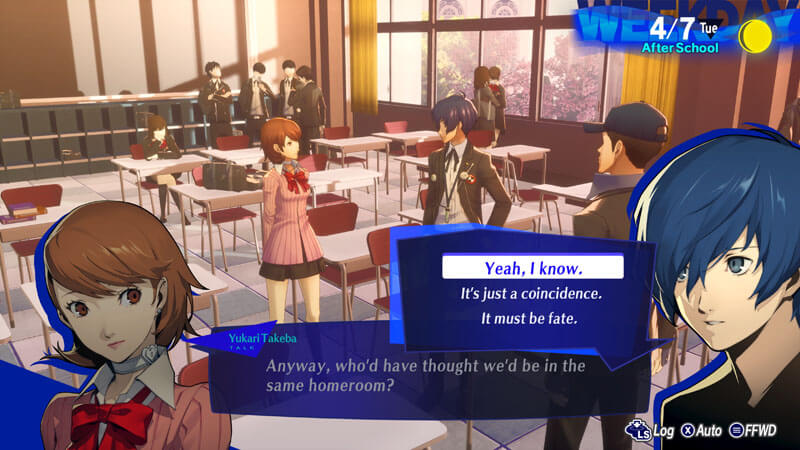 WEEKDAY
4/7 Tue
After School
Yeah, I know.
It's just a coincidence.
It must be fate.
Yukari Takeba
TALK
Anyway, who'd have thought we'd be in the
same homeroom?
LS Log X Auto FFWD